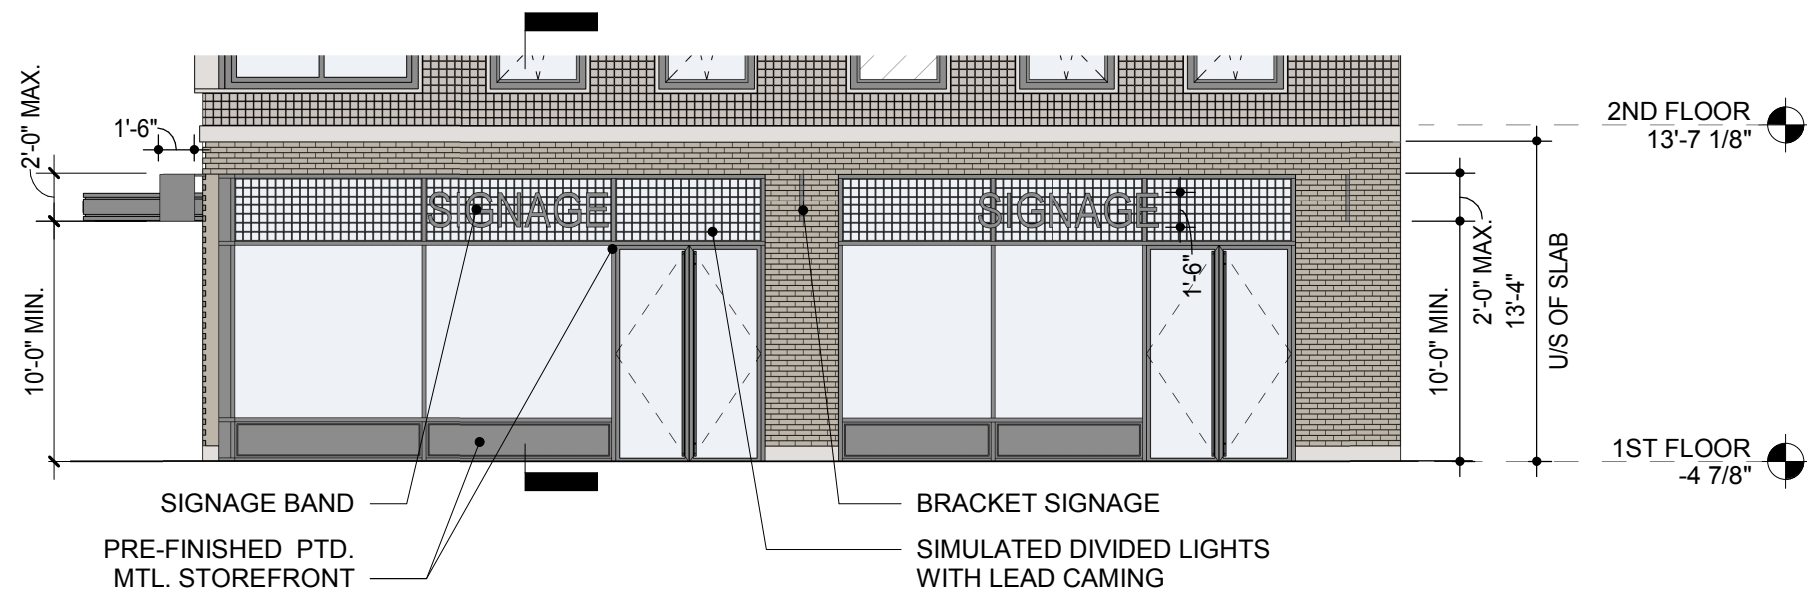 2'-0" MAX.
1'-6"
10'-0" MIN.
SIGNAGE
SIGNAGE
1'-6"
10'-0" MIN.
2'-0" MAX.
13'-4"
U/S OF SLAB
2ND FLOOR
13'-7 1/8"
1ST FLOOR
-4 7/8"
SIGNAGE BAND
PRE-FINISHED PTD.
MTL. STOREFRONT
BRACKET SIGNAGE
SIMULATED DIVIDED LIGHTS
WITH LEAD CAMING